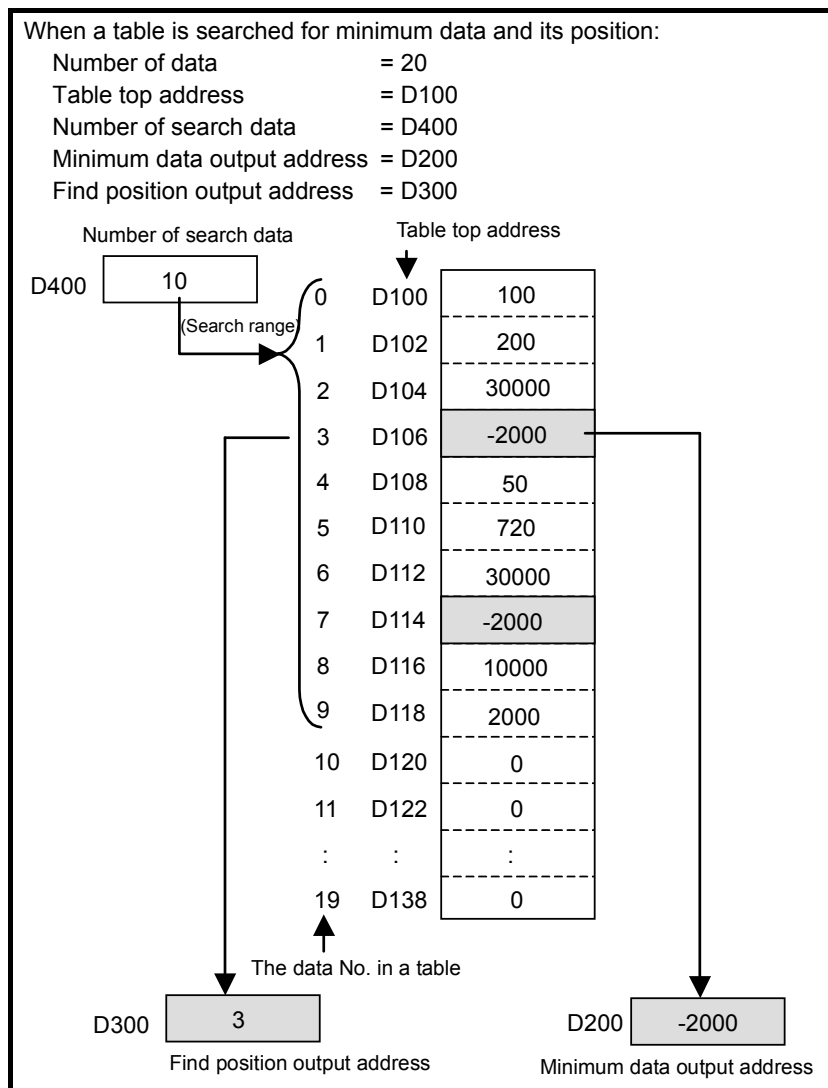 When a table is searched for minimum data and its position:
Number of data = 20
Table top address = D100
Number of search data = D400
Minimum data output address = D200
Find position output address = D300
Number of search data
Table top address
D400 10
(Search range)
0 D100 100
1 D102 200
2 D104 30000
3 D106 -2000
4 D108 50
5 D110 720
6 D112 30000
7 D114 -2000
8 D116 10000
9 D118 2000
10 D120 0
11 D122 0
: : :
19 D138 0
The data No. in a table
D300 3
D200 -2000
Find position output address
Minimum data output address